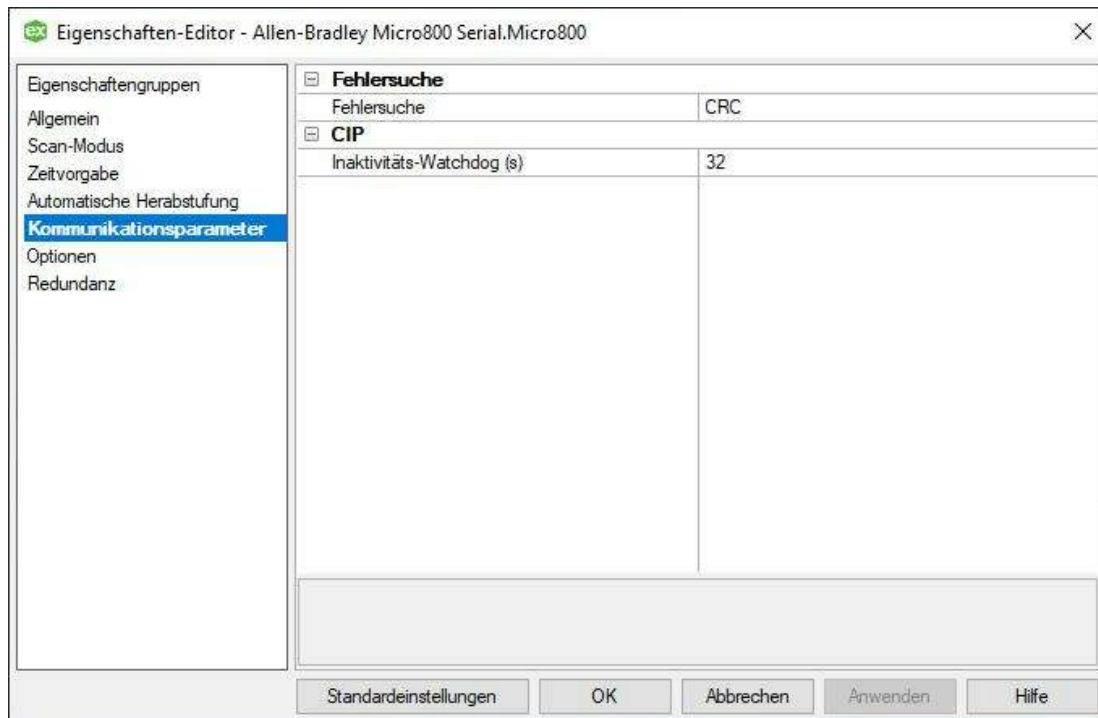 ex Eigenschaften-Editor - Allen-Bradley Micro800 Serial.Micro800
Eigenschaftengruppen
Allgemein
Scan-Modus
Zeitvorgabe
Automatische Herabstufung
Kommunikationsparameter
Optionen
Redundanz
Fehlersuche
Fehlersuche CRC
CIP
Inaktivitäts-Watchdog (s) 32
Standardeinstellungen OK Abbrechen Anwenden Hilfe